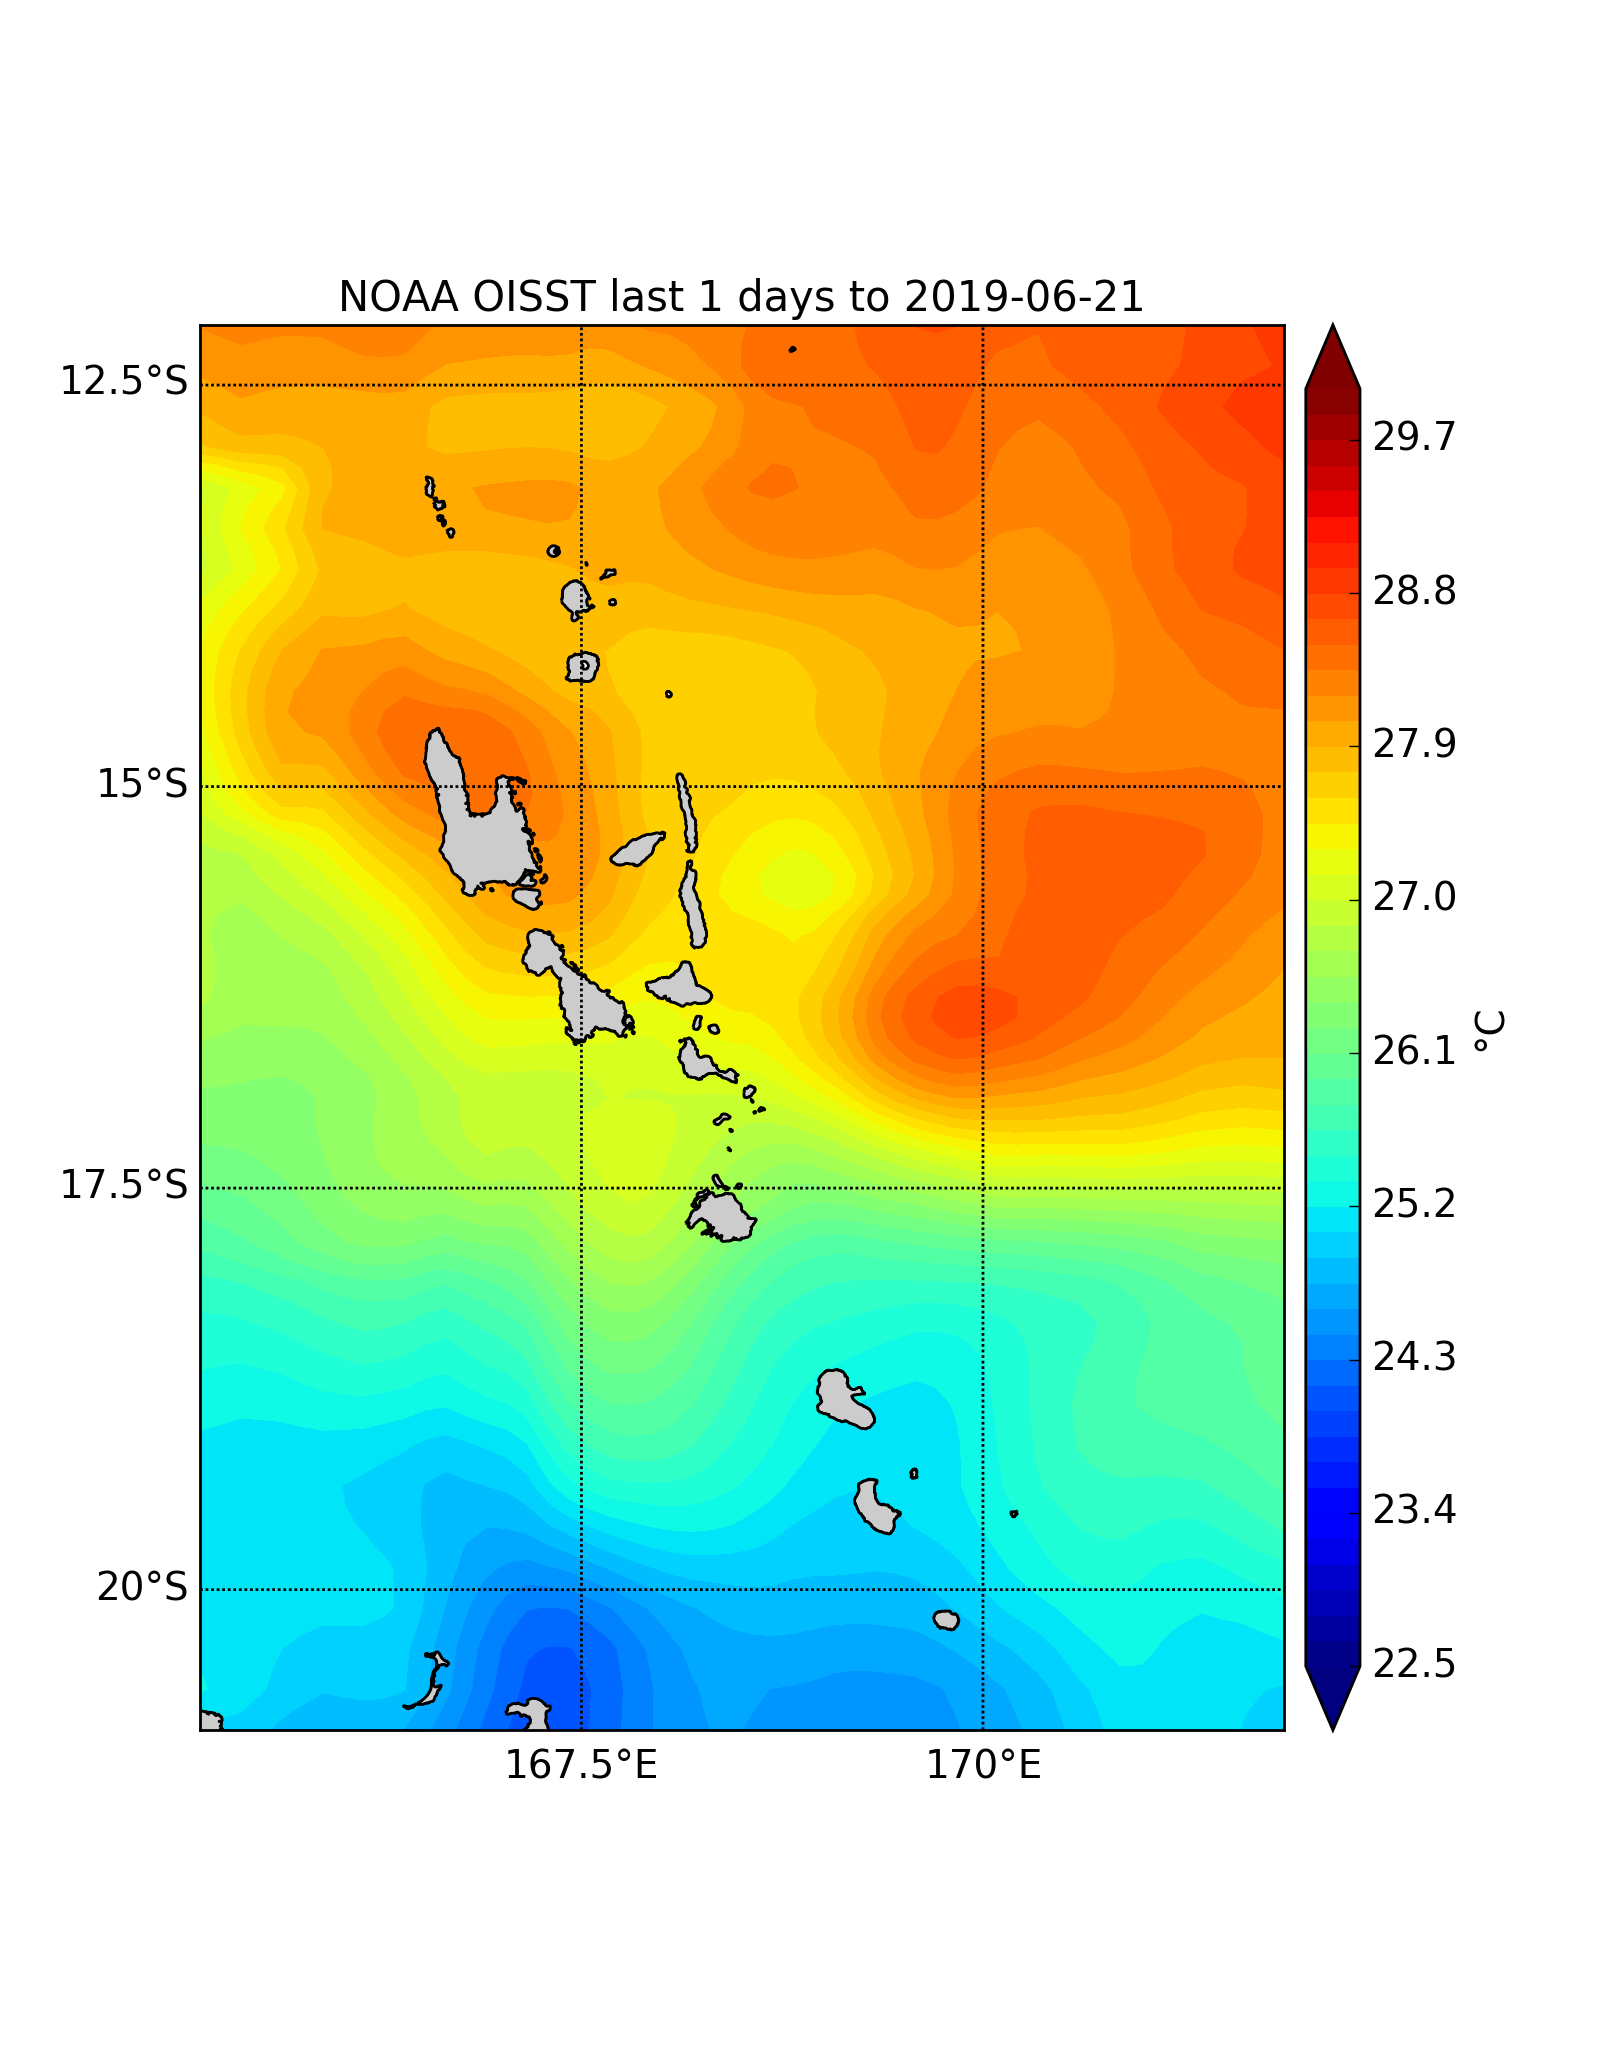 NOAA OISST last 1 days to 2019-06-21
12.5°S
15°S
17.5°S
20°S
167.5°E
170°E
29.7
28.8
27.9
27.0
26.1
25.2
24.3
23.4
22.5
°C